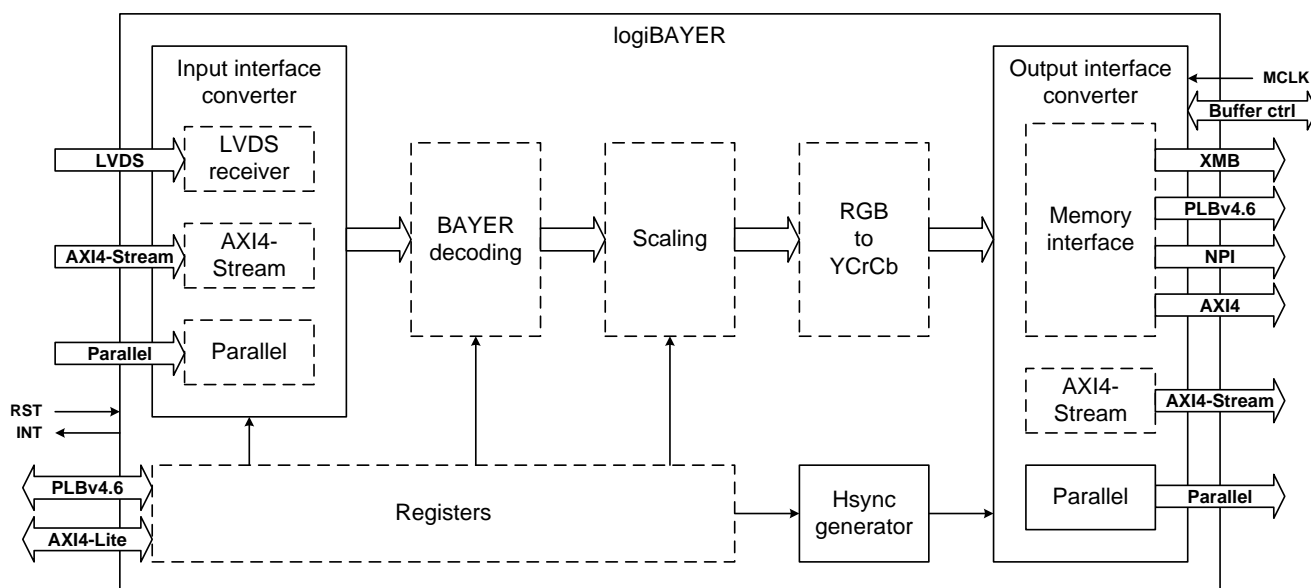 logiBAYER
Input interface
converter
Output interface
converter
MCLK
Buffer ctrl
LVDS
LVDS
receiver
AXI4-Stream
AXI4-
Stream
Parallel
Parallel
BAYER
decoding
Scaling
RGB
to
YCrCb
Memory
interface
XMB
PLBv4.6
NPI
AXI4
AXI4-
Stream
AXI4-Stream
Parallel
Parallel
RST
INT
PLBv4.6
AXI4-Lite
Registers
Hsync
generator